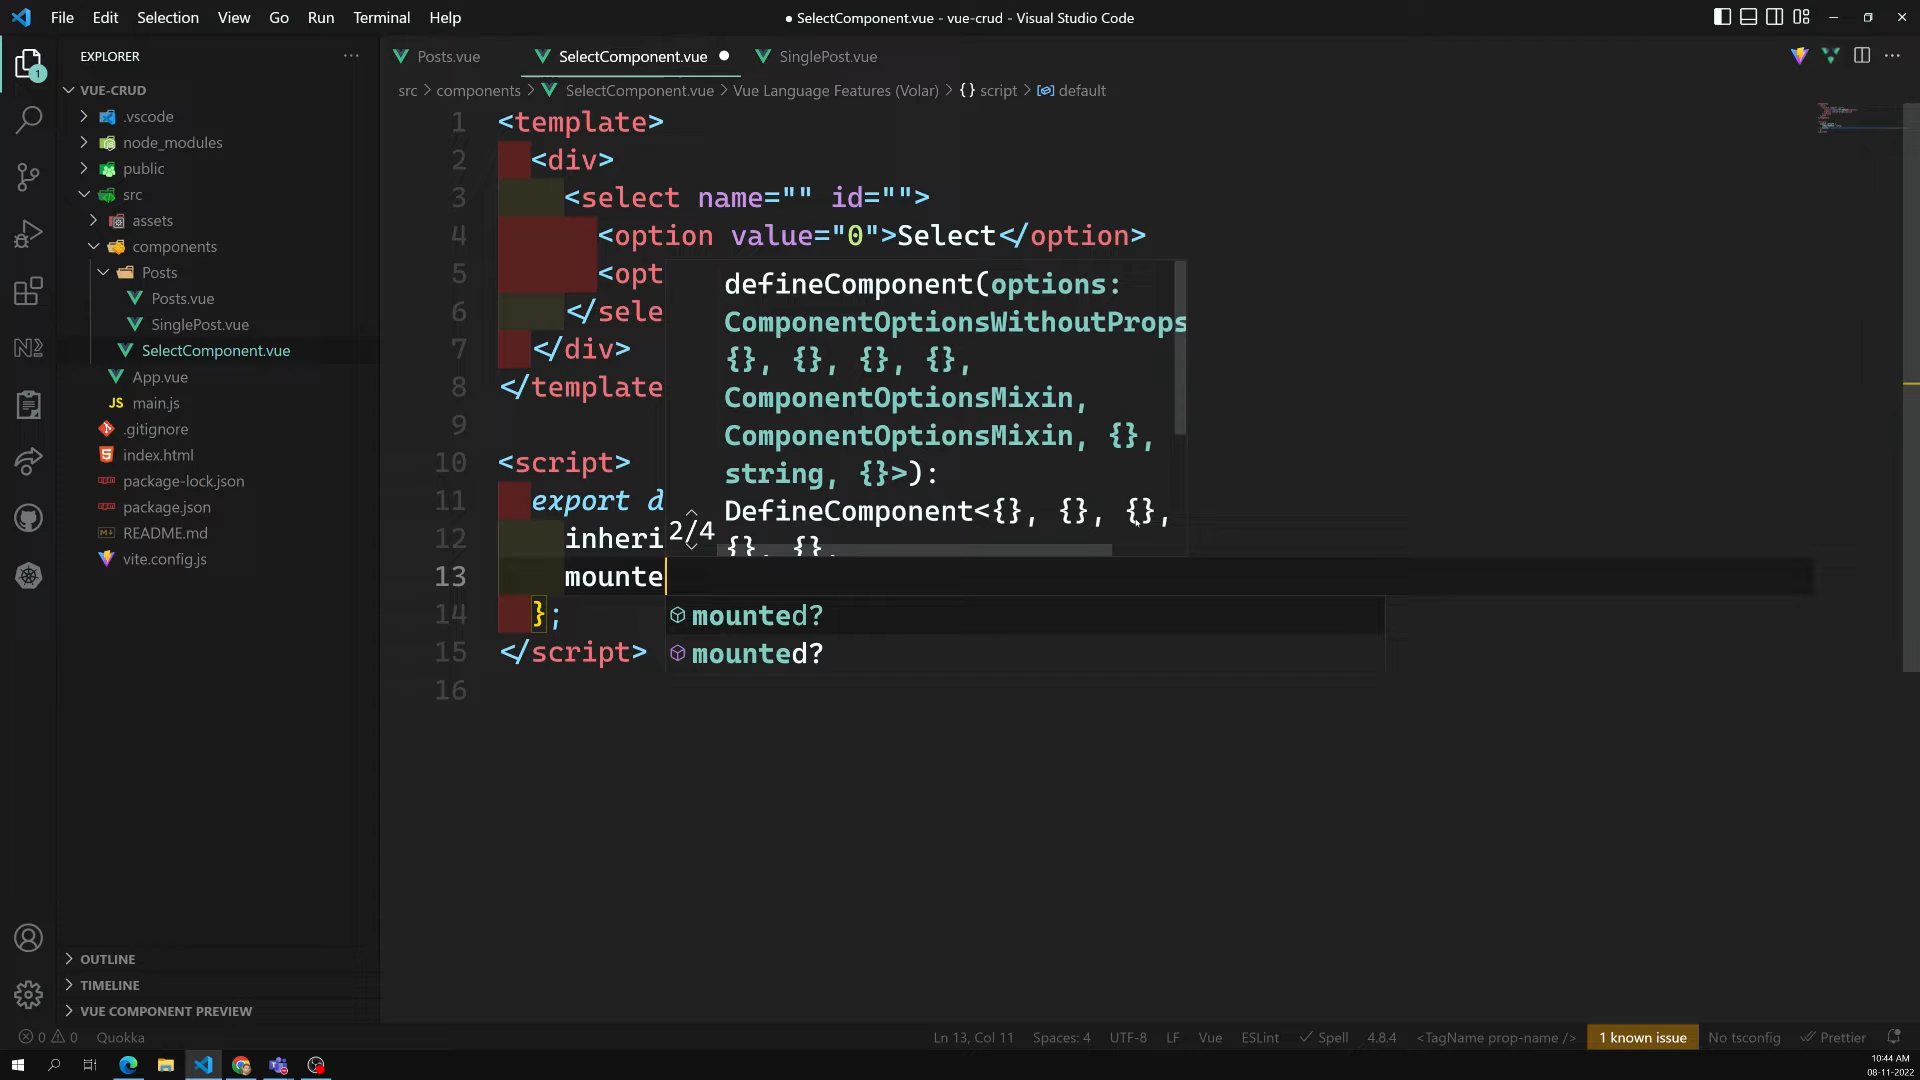 File Edit Selection View Go Run Terminal Help
● SelectComponent.vue - vue-crud - Visual Studio Code
EXPLORER
1
VUE-CRUD
.vscode
node_modules
public
src
assets
components
Posts
Posts.vue
SinglePost.vue
SelectComponent.vue
App.vue
JS main.js
.gitignore
index.html
package-lock.json
package.json
README.md
vite.config.js
OUTLINE
TIMELINE
VUE COMPONENT PREVIEW
Posts.vue SelectComponent.vue SinglePost.vue
src > components > SelectComponent.vue > Vue Language Features (Volar) > {} script > default
1 <template>
2 <div>
3 <select name="" id="">
4 <option value="0">Select</option>
5 <opt
6 </sele
7 </div>
8 </template
9
10 <script>
11 export d
12 inheri
13 mounte
14 };
15 </script>
16
defineComponent(options:
ComponentOptionsWithoutProps
{}, {}, {}, {},
ComponentOptionsMixin,
ComponentOptionsMixin, {},
string, {}>):
DefineComponent<{}, {}, {},
{}, {},
2/4
mounted?
mounted?
0 0 Quokka
Ln 13, Col 11 Spaces: 4 UTF-8 LF Vue ESLint Spell 4.8.4 <TagName prop-name /> 1 known issue No tsconfig Prettier
10:44 AM
08-11-2022